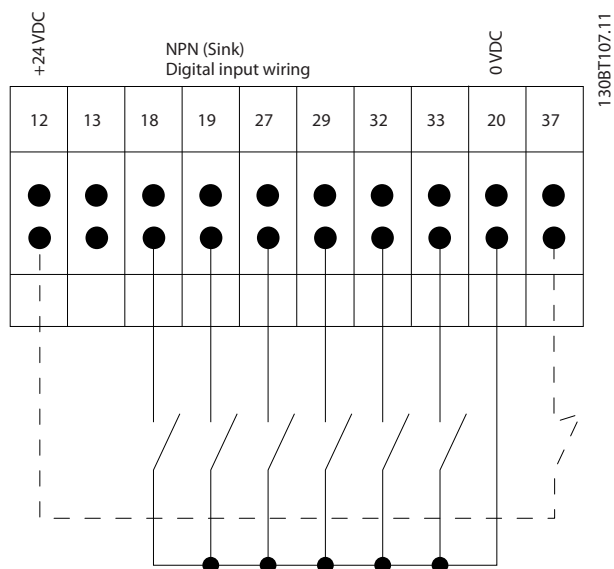 +24 VDC
NPN (Sink)
Digital input wiring
0 VDC
130BT107.11
12 13 18 19 27 29 32 33 20 37